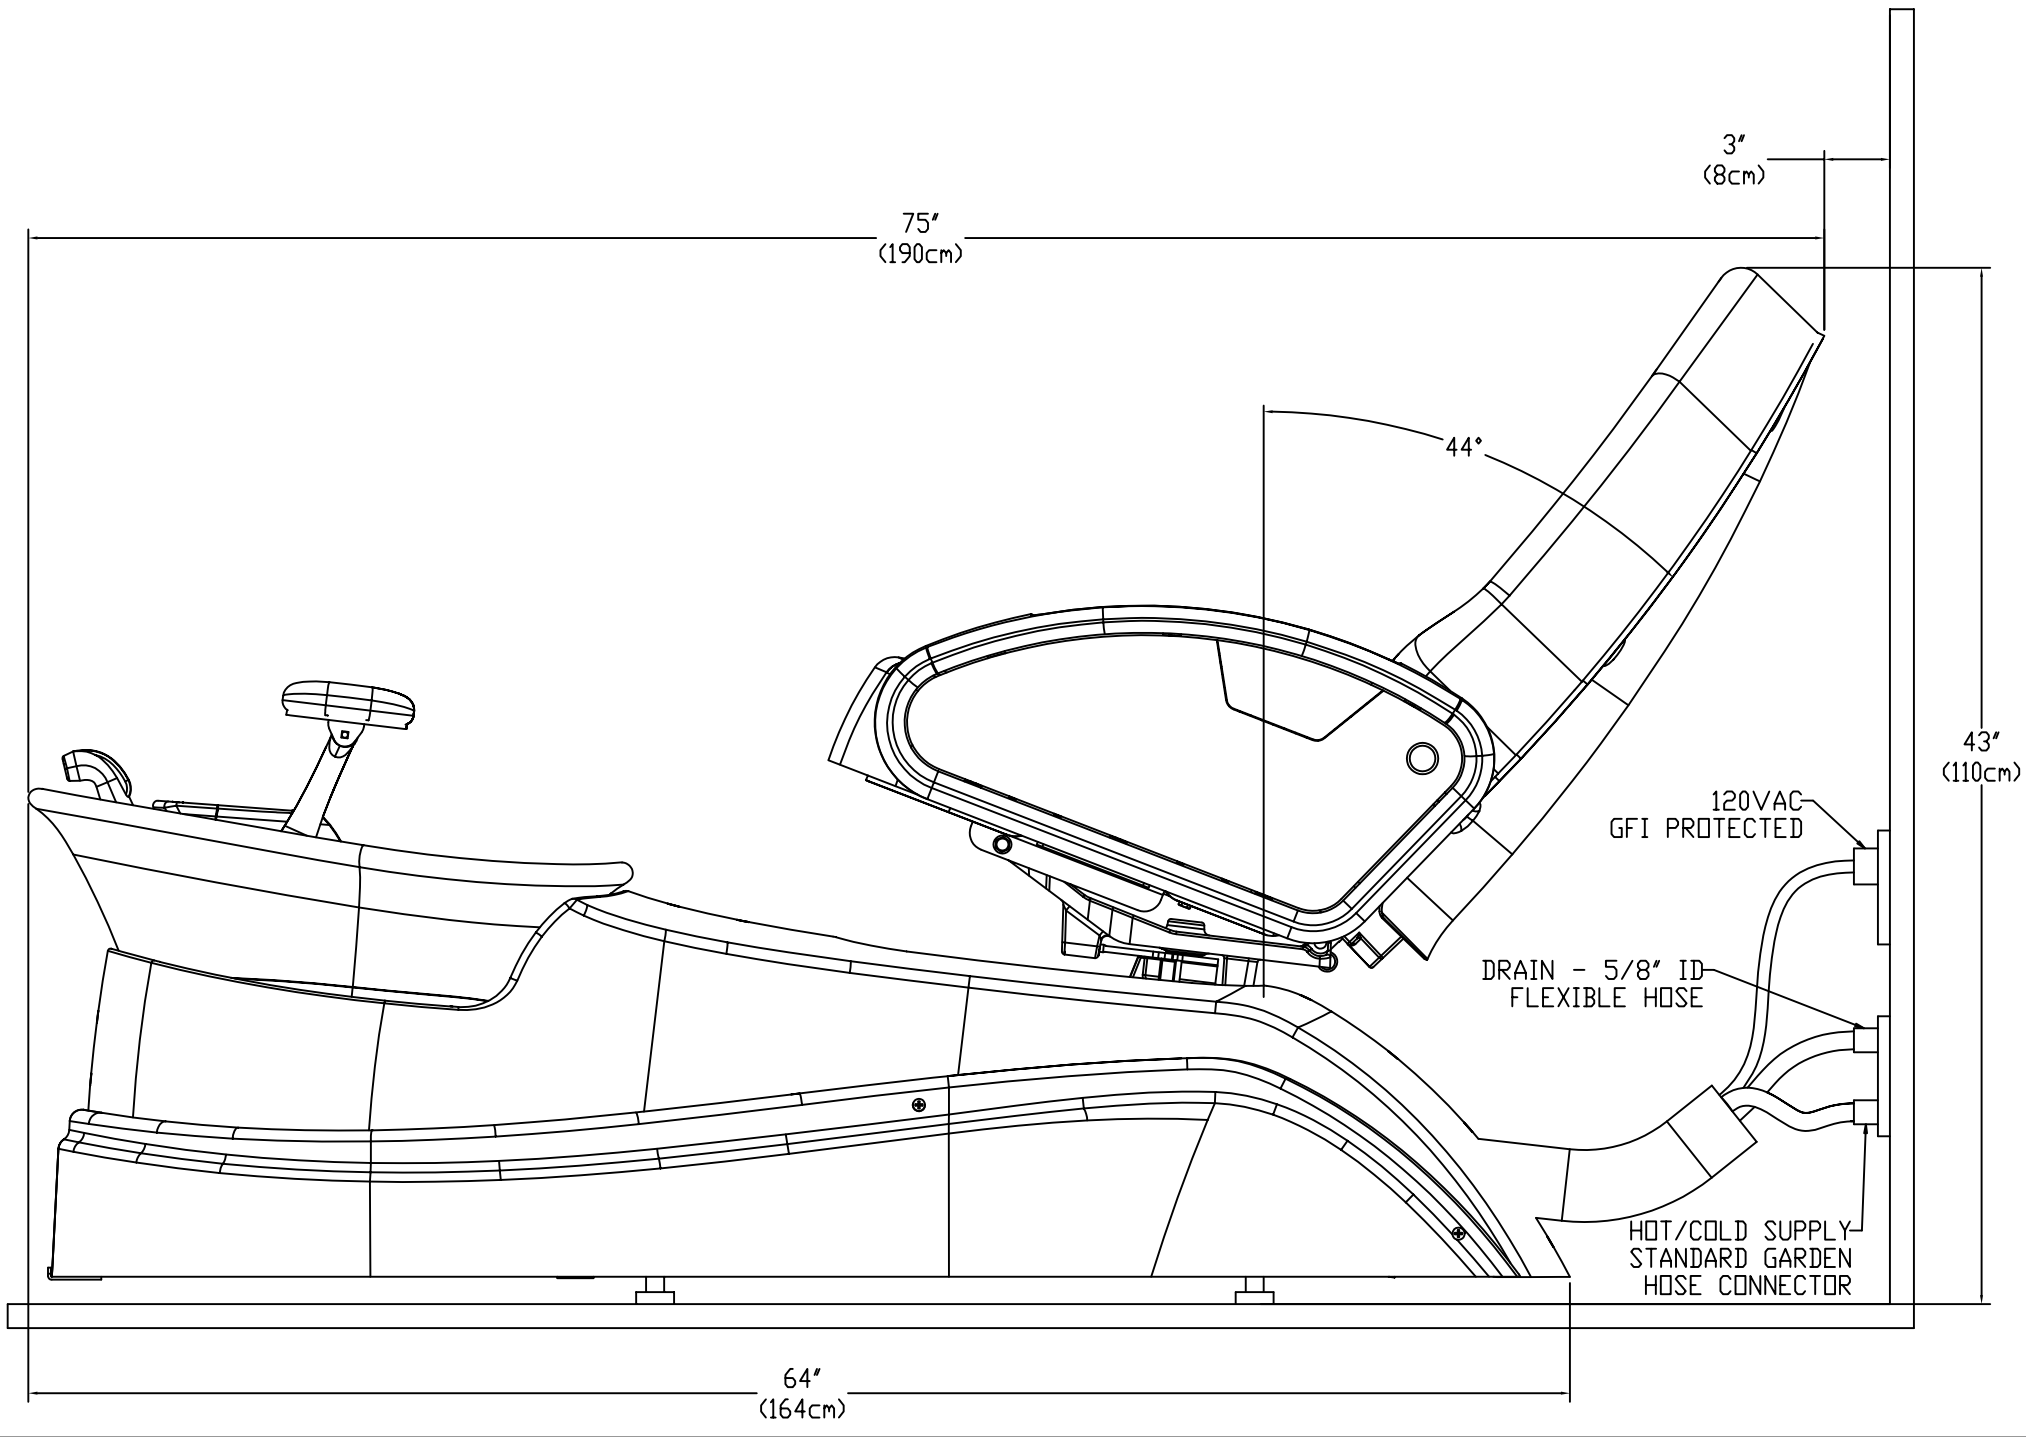 3"
(8cm)
75"
(190cm)
44°
43"
(110cm)
120VAC
GFI PROTECTED
DRAIN - 5/8" ID
FLEXIBLE HOSE
HOT/COLD SUPPLY
STANDARD GARDEN
HOSE CONNECTOR
64"
(164cm)